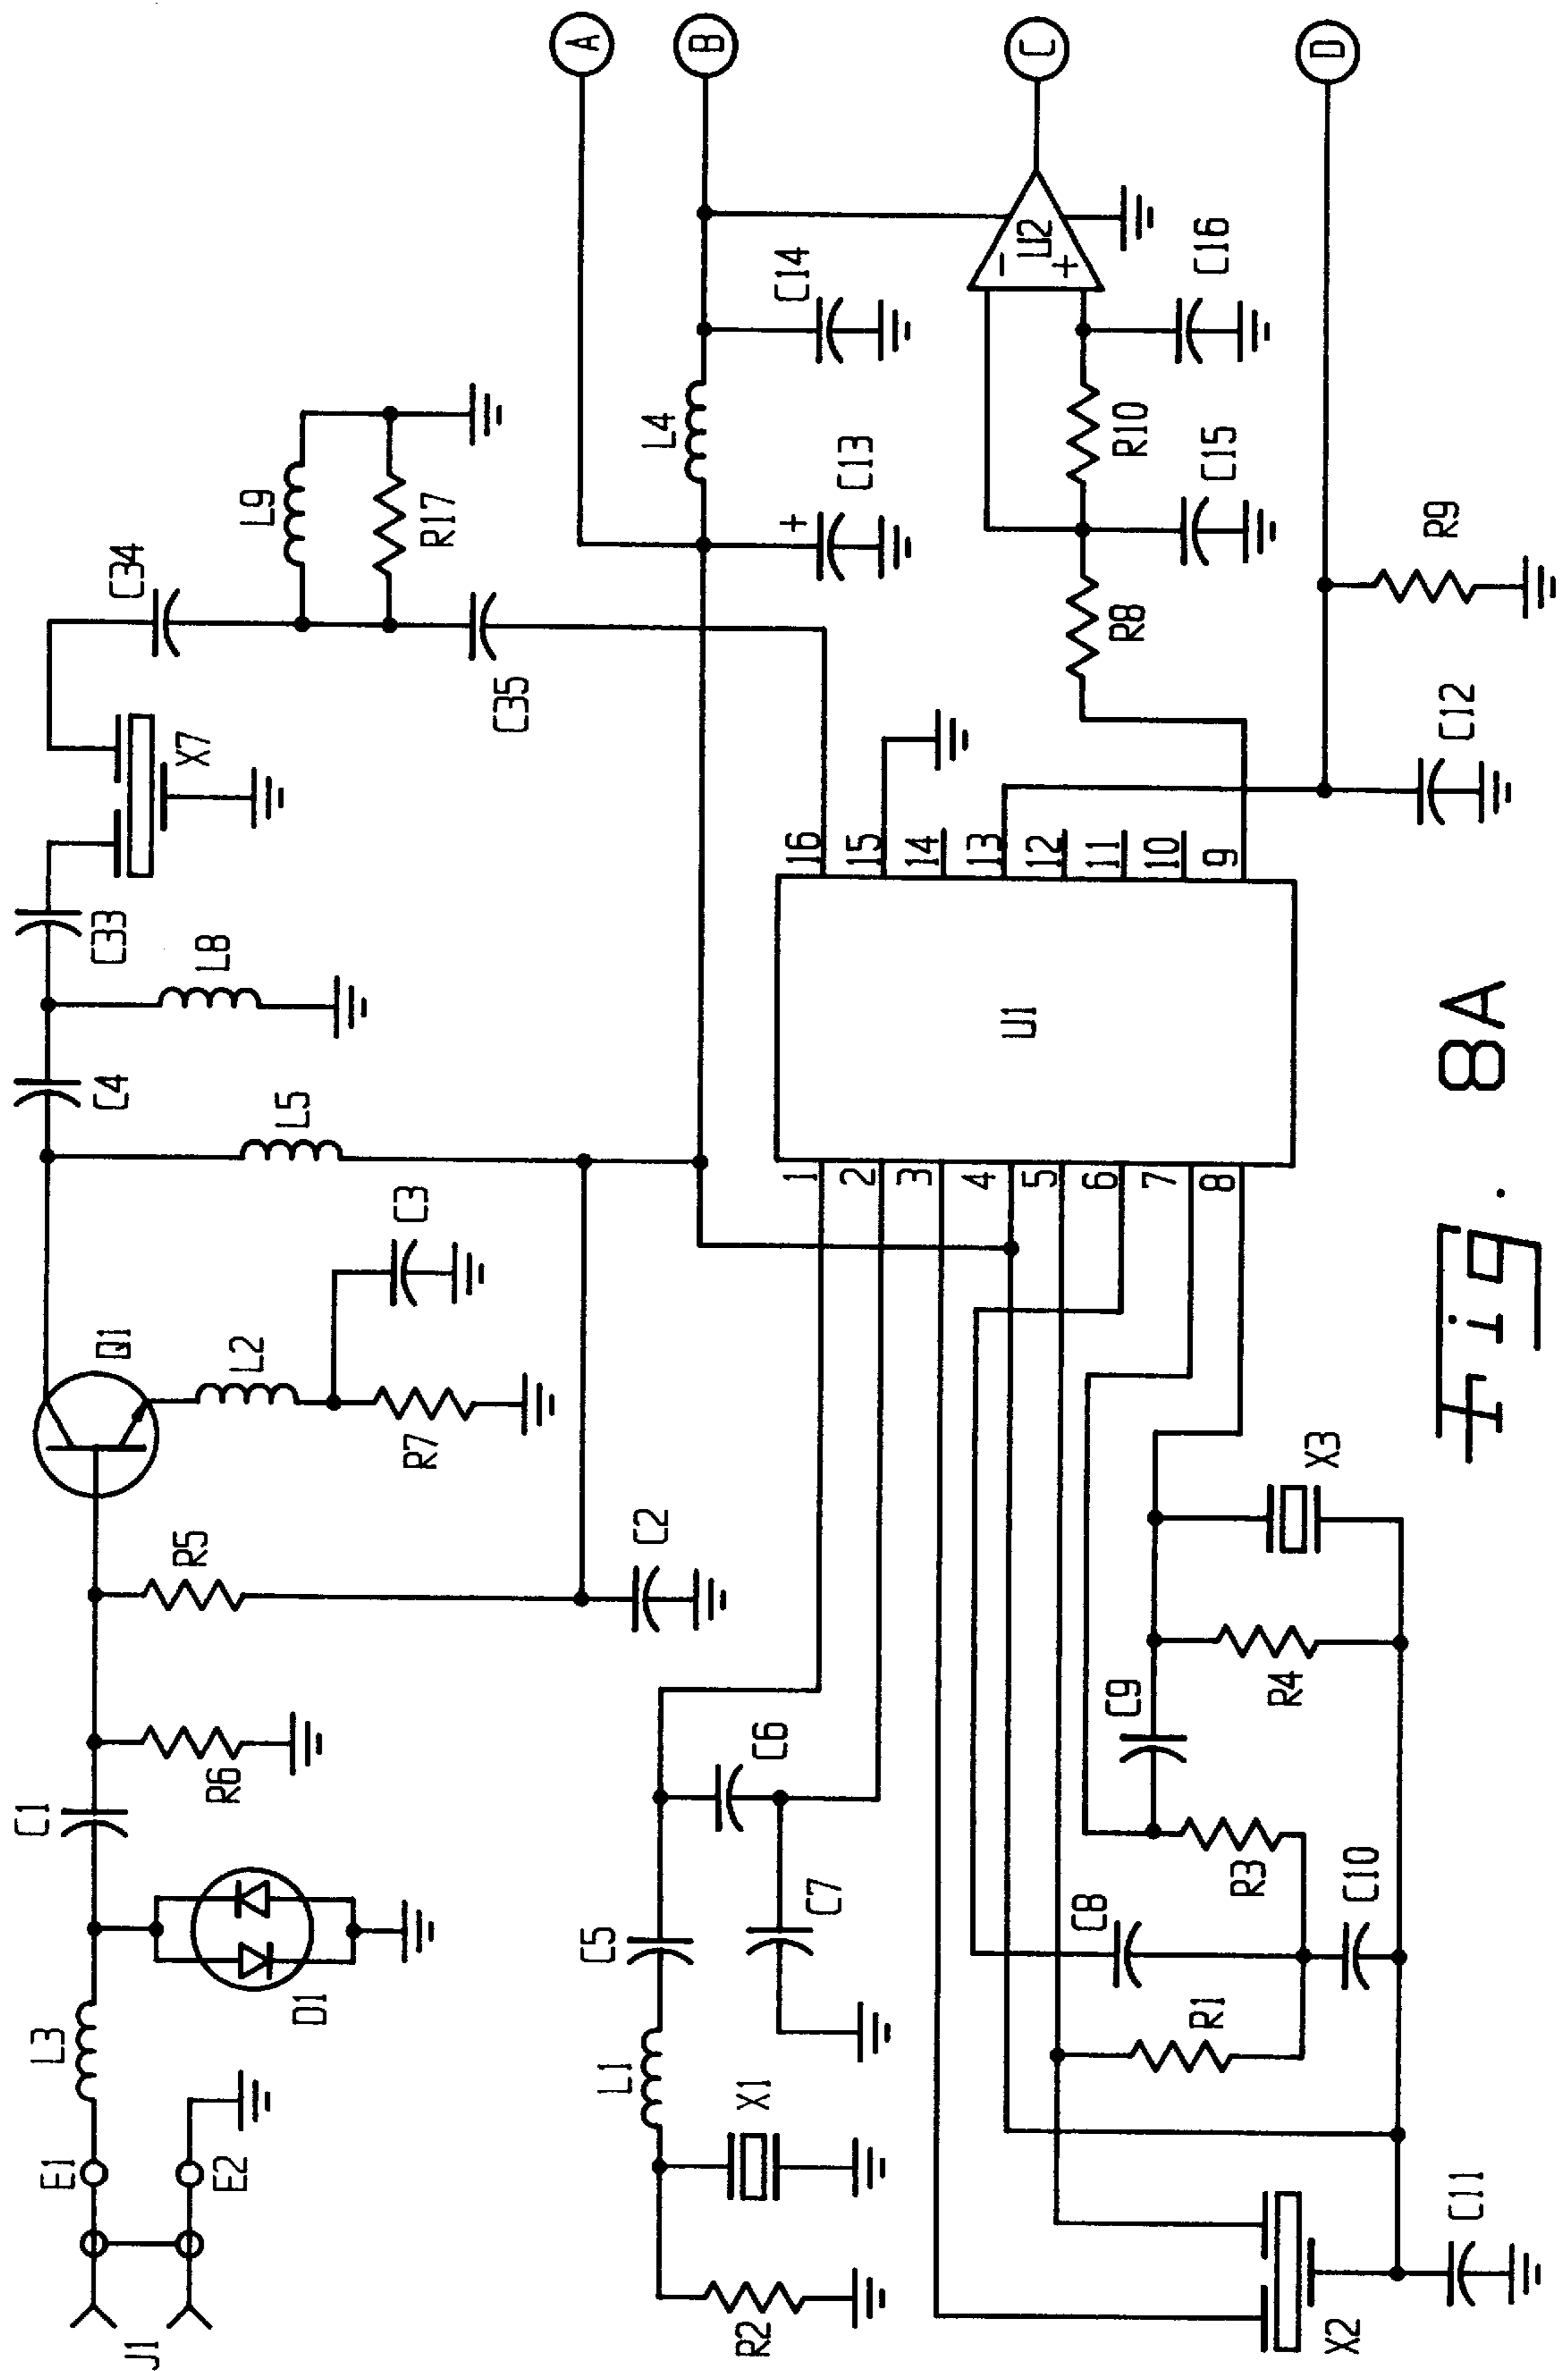 J1
E1
E2
L3
D1
C1
R6
R5
Q1
L2
R7
C3
C2
L5
C4
L8
C33
X7
C34
L9
R17
C35
A
B
C
D
L4
C13
+
C14
U2
−
+
R8
R10
C15
C16
R9
C12
U1
1
2
3
4
5
6
7
8
16
15
14
13
12
11
10
9
R2
X1
L1
C5
C6
C7
C8
R1
R3
C10
C9
R4
X3
X2
C11
Fig. 8A